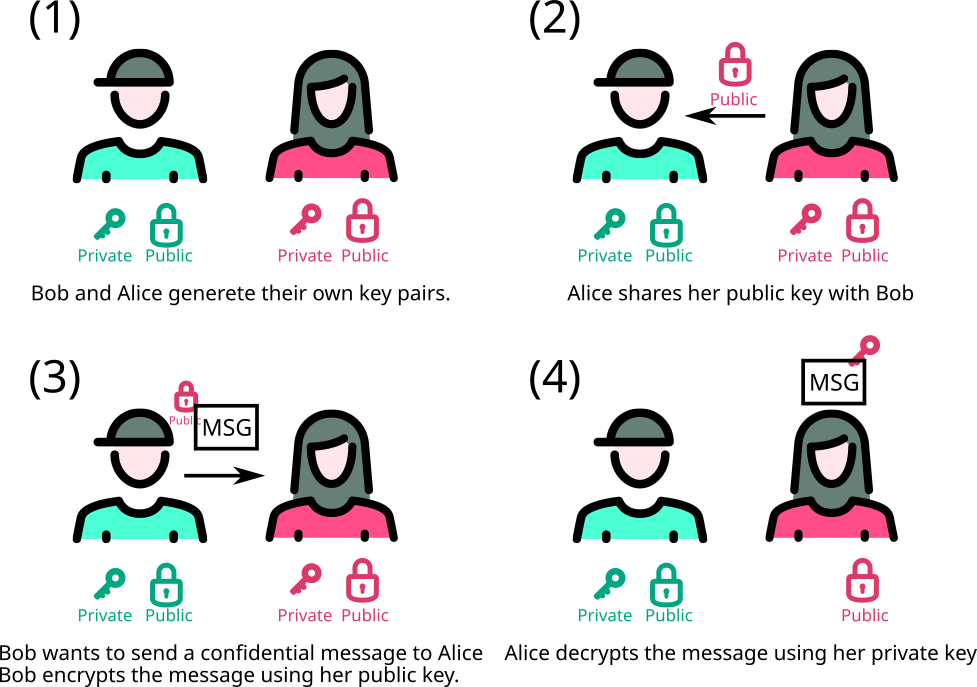 (1)
Private Public
Private Public
Bob and Alice generete their own key pairs.
(2)
Public
Private Public
Private Public
Alice shares her public key with Bob
(3)
Public
MSG
Private Public
Private Public
Bob wants to send a confidential message to Alice
Bob encrypts the message using her public key.
(4)
MSG
Private Public
Public
Alice decrypts the message using her private key